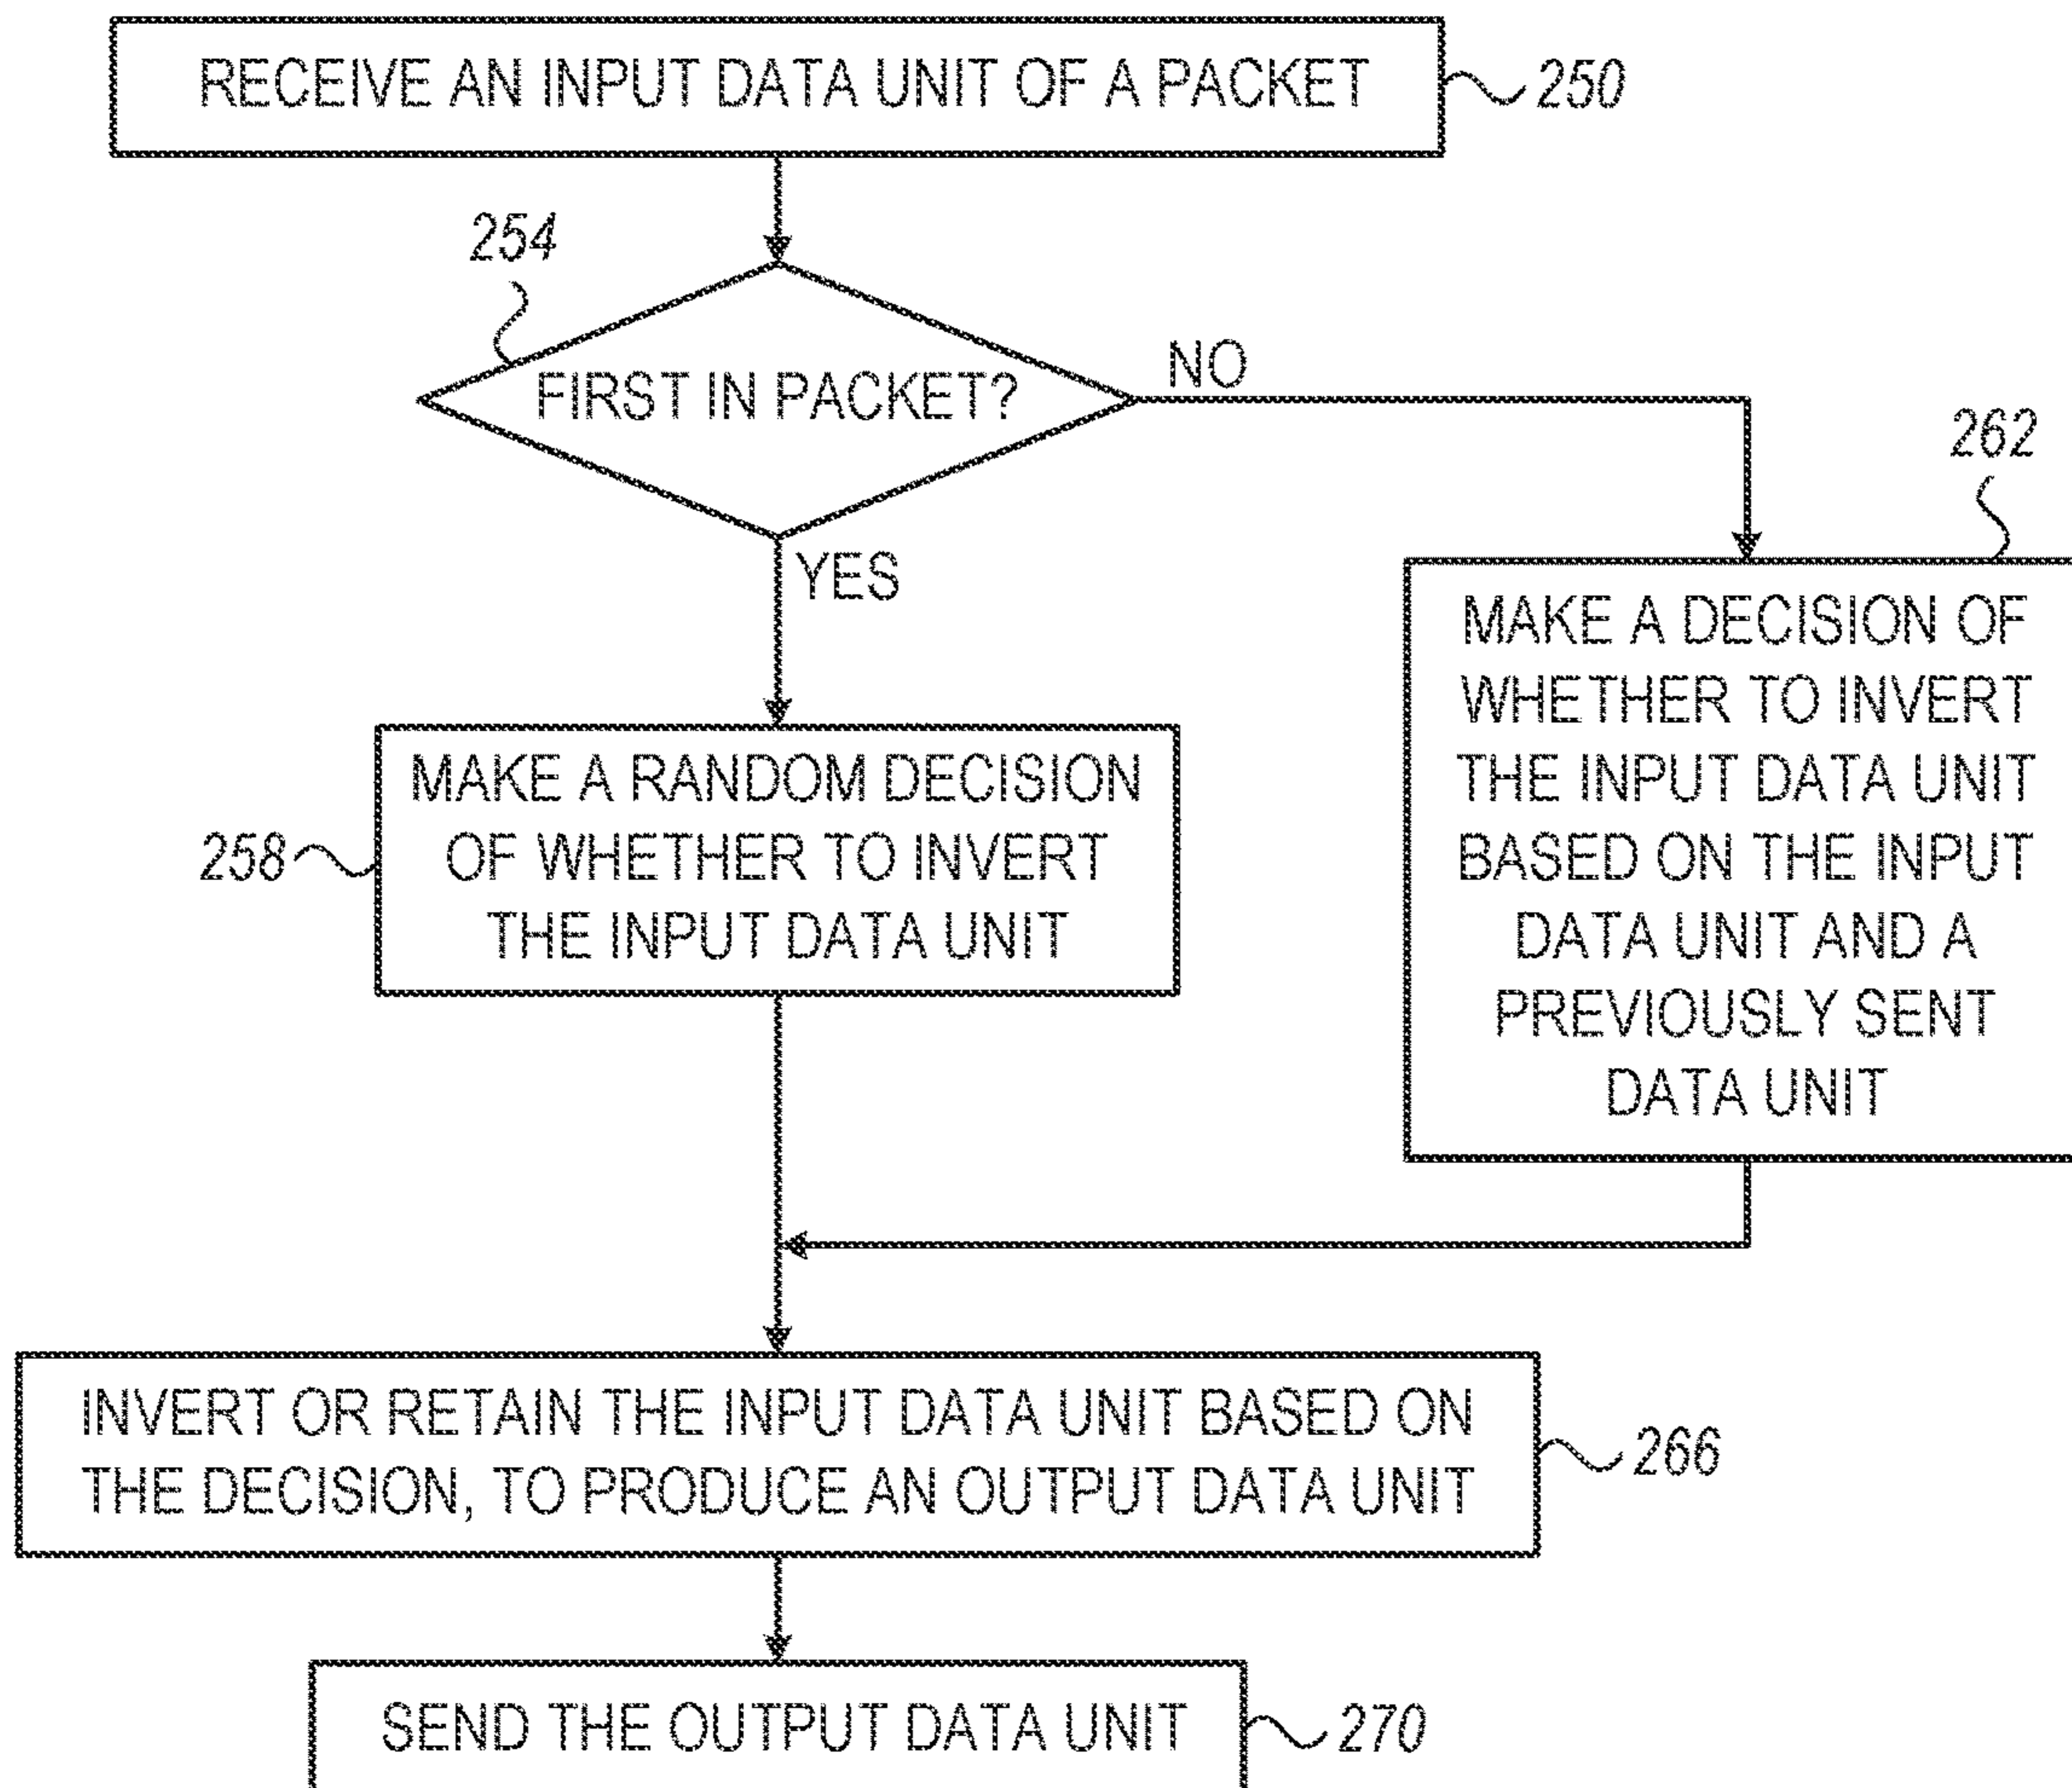 RECEIVE AN INPUT DATA UNIT OF A PACKET
250
254
FIRST IN PACKET?
NO
YES
262
MAKE A DECISION OF
WHETHER TO INVERT
THE INPUT DATA UNIT
BASED ON THE INPUT
DATA UNIT AND A
PREVIOUSLY SENT
DATA UNIT
258
MAKE A RANDOM DECISION
OF WHETHER TO INVERT
THE INPUT DATA UNIT
INVERT OR RETAIN THE INPUT DATA UNIT BASED ON
THE DECISION, TO PRODUCE AN OUTPUT DATA UNIT
266
SEND THE OUTPUT DATA UNIT
270